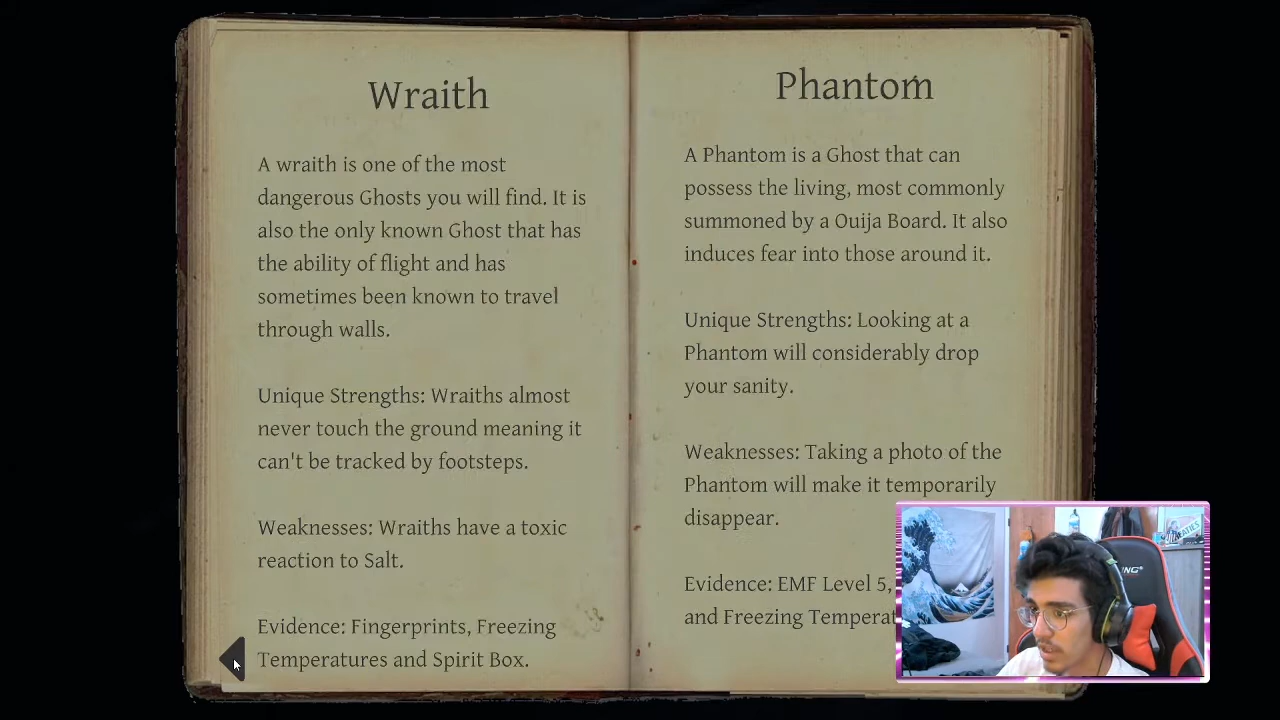 Wraith
A wraith is one of the most
dangerous Ghosts you will find. It is
also the only known Ghost that has
the ability of flight and has
sometimes been known to travel
through walls.
Unique Strengths: Wraiths almost
never touch the ground meaning it
can't be tracked by footsteps.
Weaknesses: Wraiths have a toxic
reaction to Salt.
Evidence: Fingerprints, Freezing
Temperatures and Spirit Box.
Phantom
A Phantom is a Ghost that can
possess the living, most commonly
summoned by a Ouija Board. It also
induces fear into those around it.
Unique Strengths: Looking at a
Phantom will considerably drop
your sanity.
Weaknesses: Taking a photo of the
Phantom will make it temporarily
disappear.
Evidence: EMF Level 5,
and Freezing